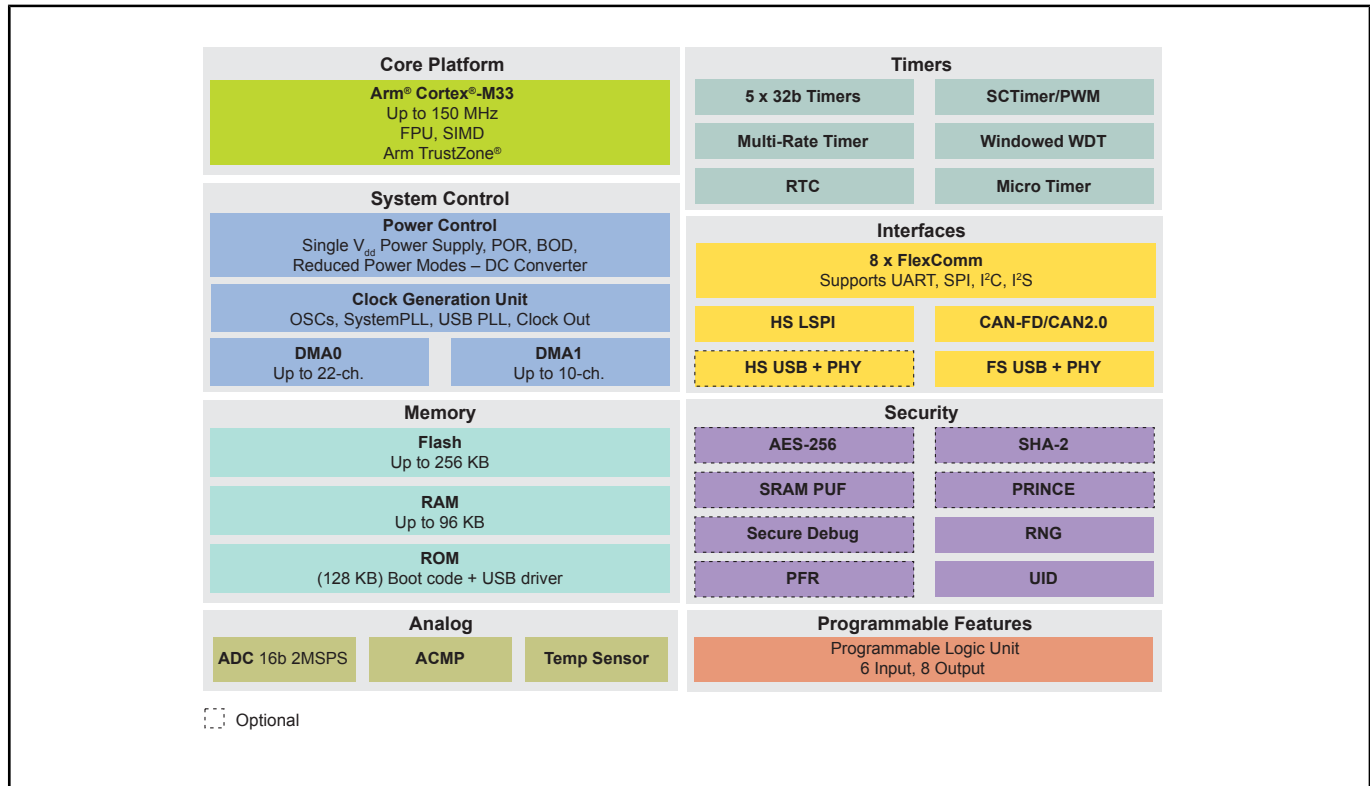 Core Platform
Arm® Cortex®-M33
Up to 150 MHz
FPU, SIMD
Arm TrustZone®
System Control
Power Control
Single Vdd Power Supply, POR, BOD,
Reduced Power Modes – DC Converter
Clock Generation Unit
OSCs, SystemPLL, USB PLL, Clock Out
DMA0
Up to 22-ch.
DMA1
Up to 10-ch.
Memory
Flash
Up to 256 KB
RAM
Up to 96 KB
ROM
(128 KB) Boot code + USB driver
Analog
ADC 16b 2MSPS
ACMP
Temp Sensor
Timers
5 x 32b Timers
SCTimer/PWM
Multi-Rate Timer
Windowed WDT
RTC
Micro Timer
Interfaces
8 x FlexComm
Supports UART, SPI, I²C, I²S
HS LSPI
CAN-FD/CAN2.0
HS USB + PHY
FS USB + PHY
Security
AES-256
SHA-2
SRAM PUF
PRINCE
Secure Debug
RNG
PFR
UID
Programmable Features
Programmable Logic Unit
6 Input, 8 Output
Optional